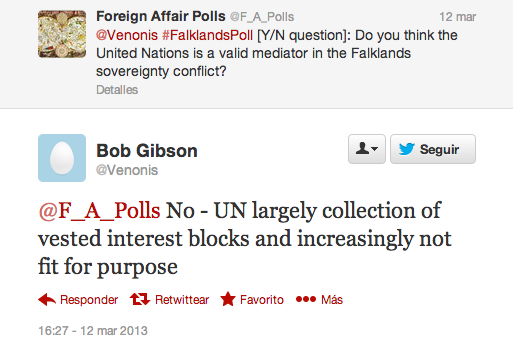 Foreign Affair Polls @F_A_Polls 12 mar
@Venonis #FalklandsPoll [Y/N question]: Do you think the
United Nations is a valid mediator in the Falklands
sovereignty conflict?
Detalles
Bob Gibson
@Venonis
Seguir
@F_A_Polls No - UN largely collection of
vested interest blocks and increasingly not
fit for purpose
Responder Retwittear Favorito Más
16:27 - 12 mar 2013